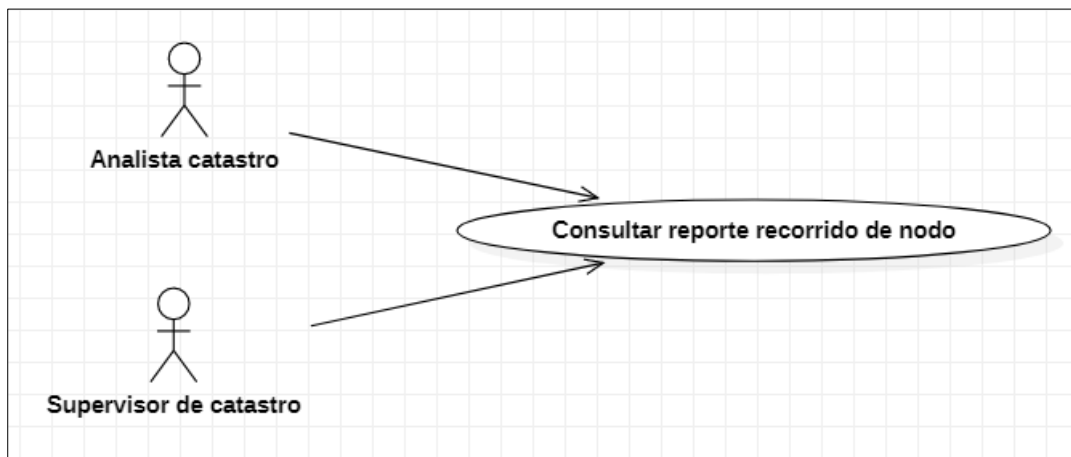 Analista catastro
Consultar reporte recorrido de nodo
Supervisor de catastro